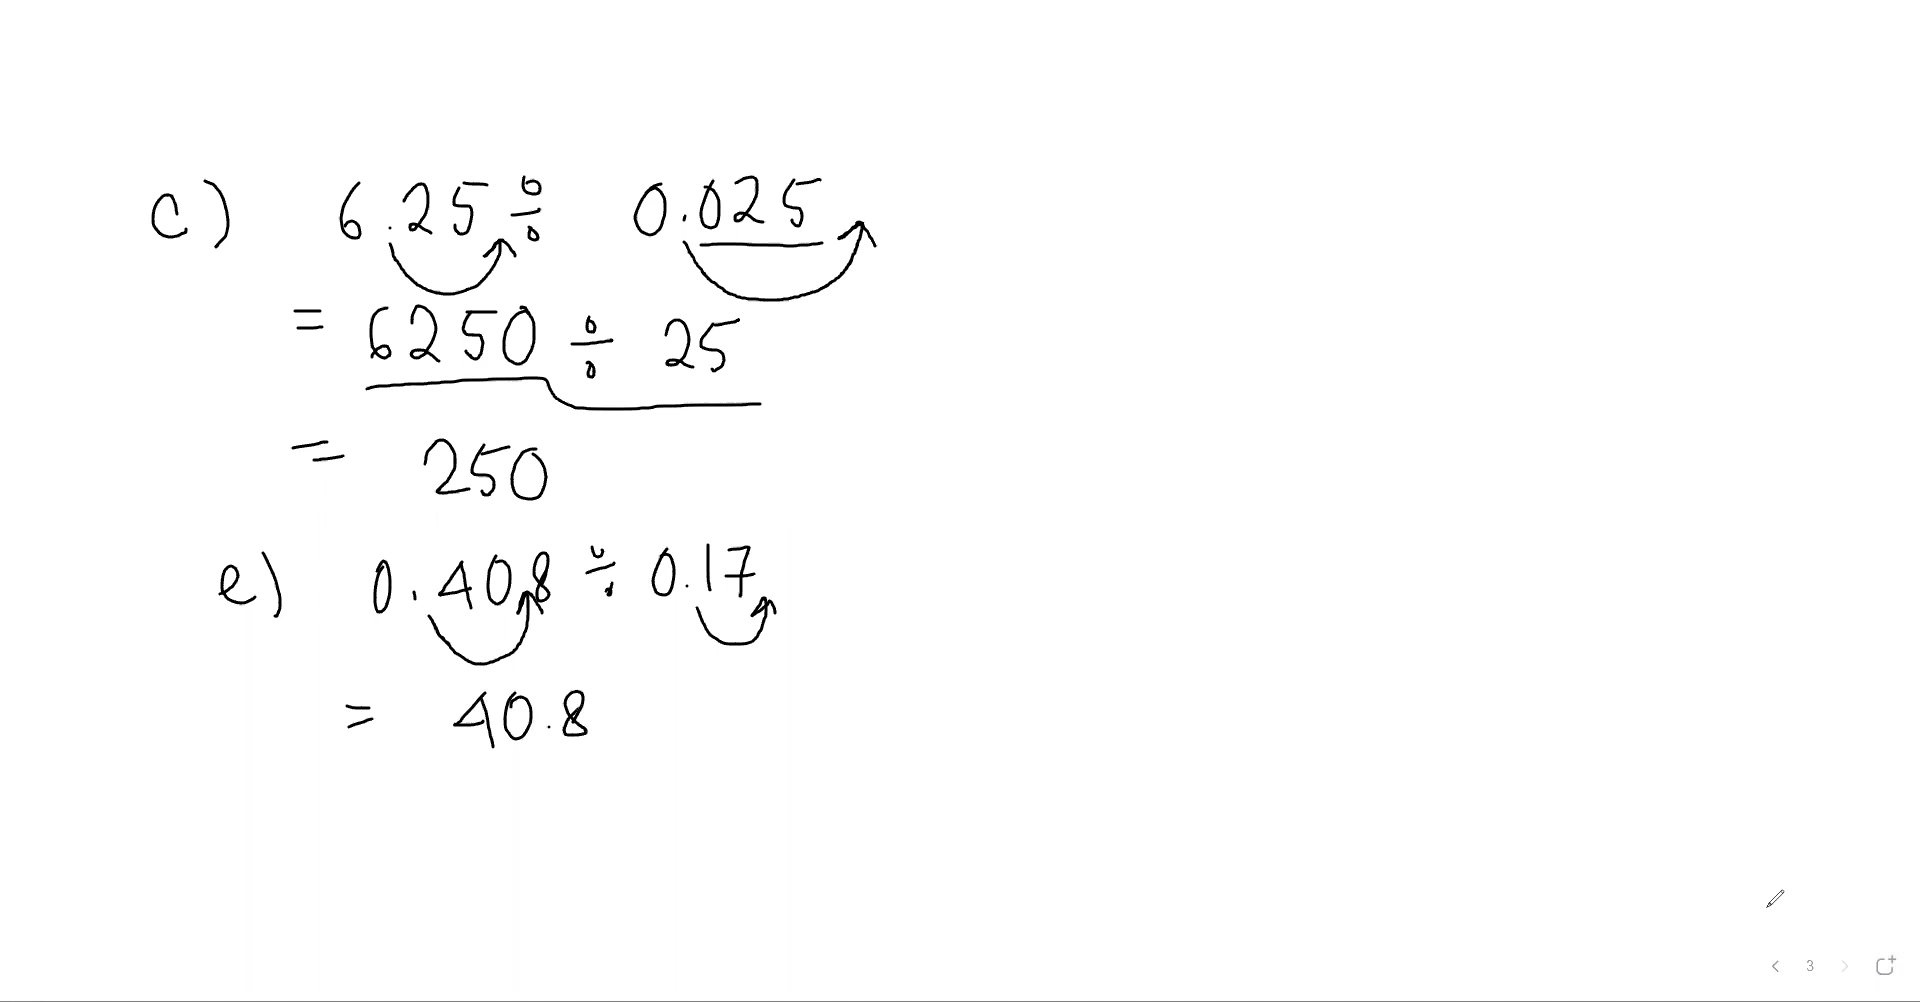 c) 6.25 ÷ 0.025
= 6250 ÷ 25
= 250
e) 0.408 ÷ 0.17
= 40.8
3